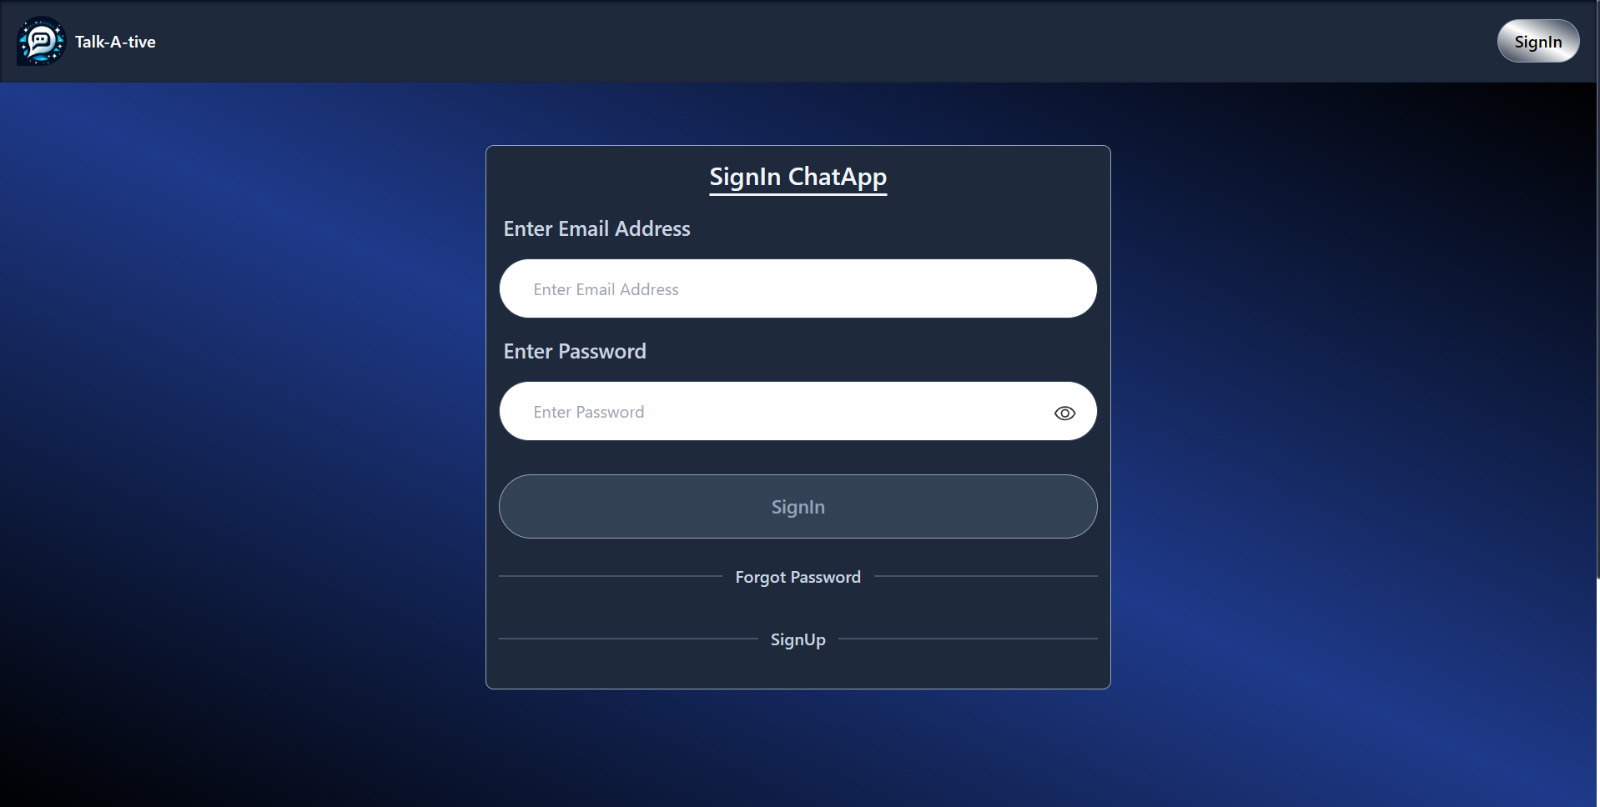 Talk-A-tive
SignIn
SignIn ChatApp
Enter Email Address
Enter Email Address
Enter Password
Enter Password
SignIn
Forgot Password
SignUp